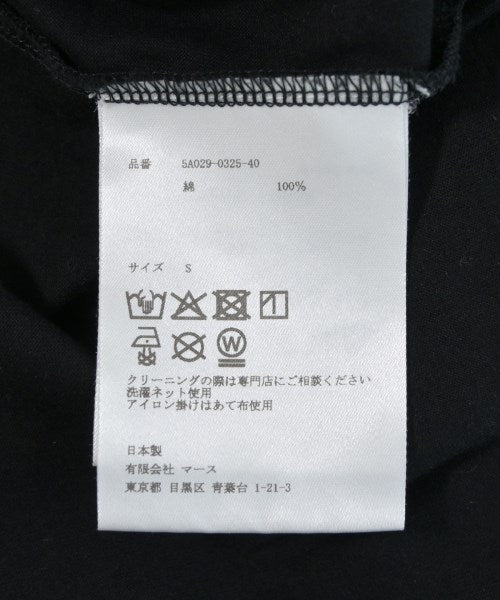 品番 5A029-0325-40
綿 100%
サイズ S
クリーニングの際は専門店にご相談ください
洗濯ネット使用
アイロン掛けはあて布使用
日本製
有限会社 マース
東京都 目黒区 青葉台 1-21-3